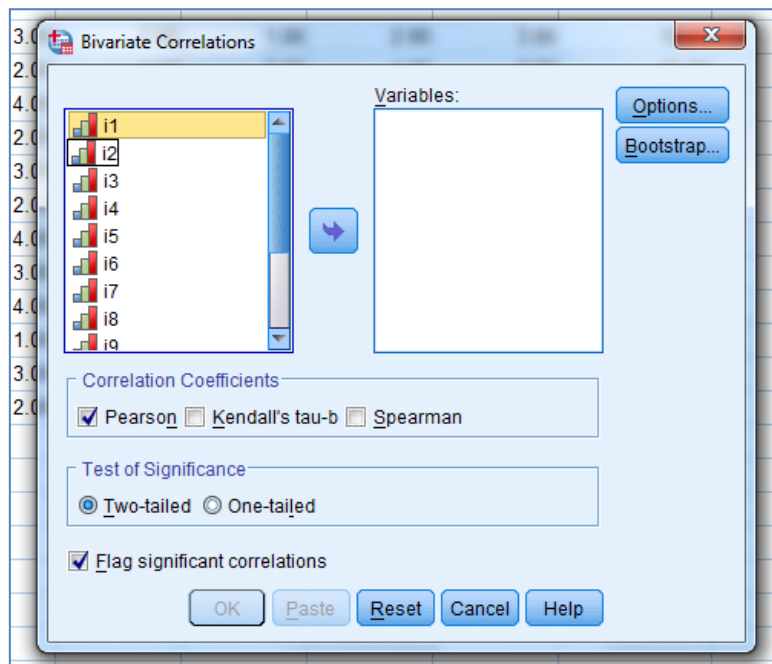 Bivariate Correlations
Variables:
Options...
Bootstrap...
i1
i2
i3
i4
i5
i6
i7
i8
i9
Correlation Coefficients
Pearson Kendall's tau-b Spearman
Test of Significance
Two-tailed One-tailed
Flag significant correlations
OK Paste Reset Cancel Help